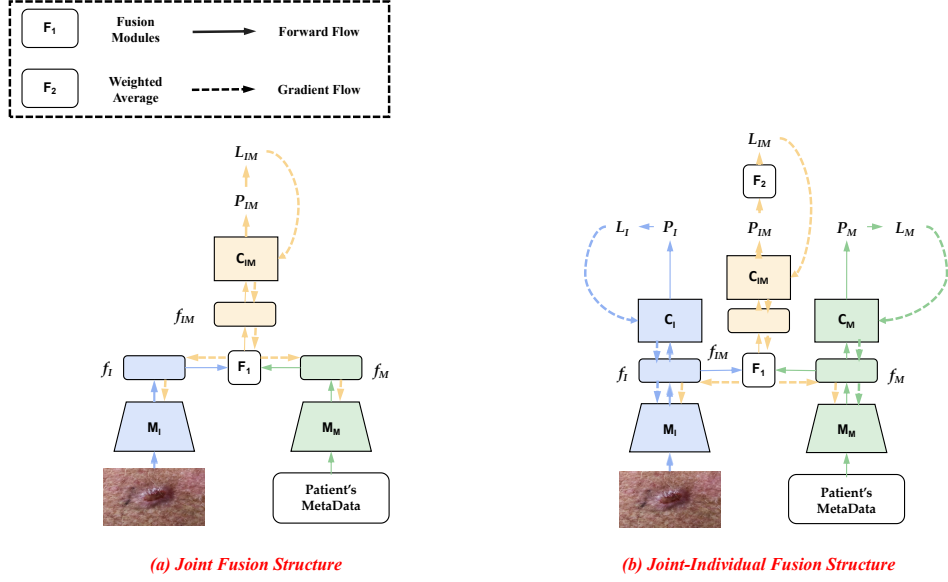 F1
Fusion
Modules
Forward Flow
F2
Weighted
Average
Gradient Flow
LIM
PIM
CIM
fIM
fI
F1
fM
MI
MM
Patient's
MetaData
(a) Joint Fusion Structure
LIM
F2
LI
PI
PIM
PM
LM
CIM
CI
CM
fIM
fI
F1
fM
MI
MM
Patient's
MetaData
(b) Joint-Individual Fusion Structure